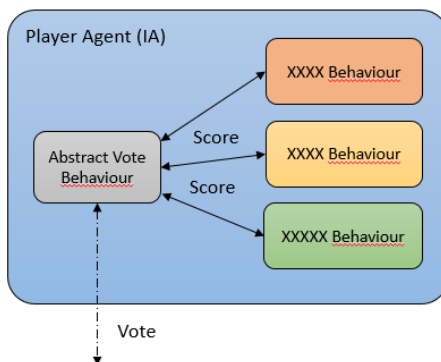 Player Agent (IA)
XXXX Behaviour
Score
Abstract Vote
Behaviour
XXXX Behaviour
Score
XXXXX Behaviour
Vote